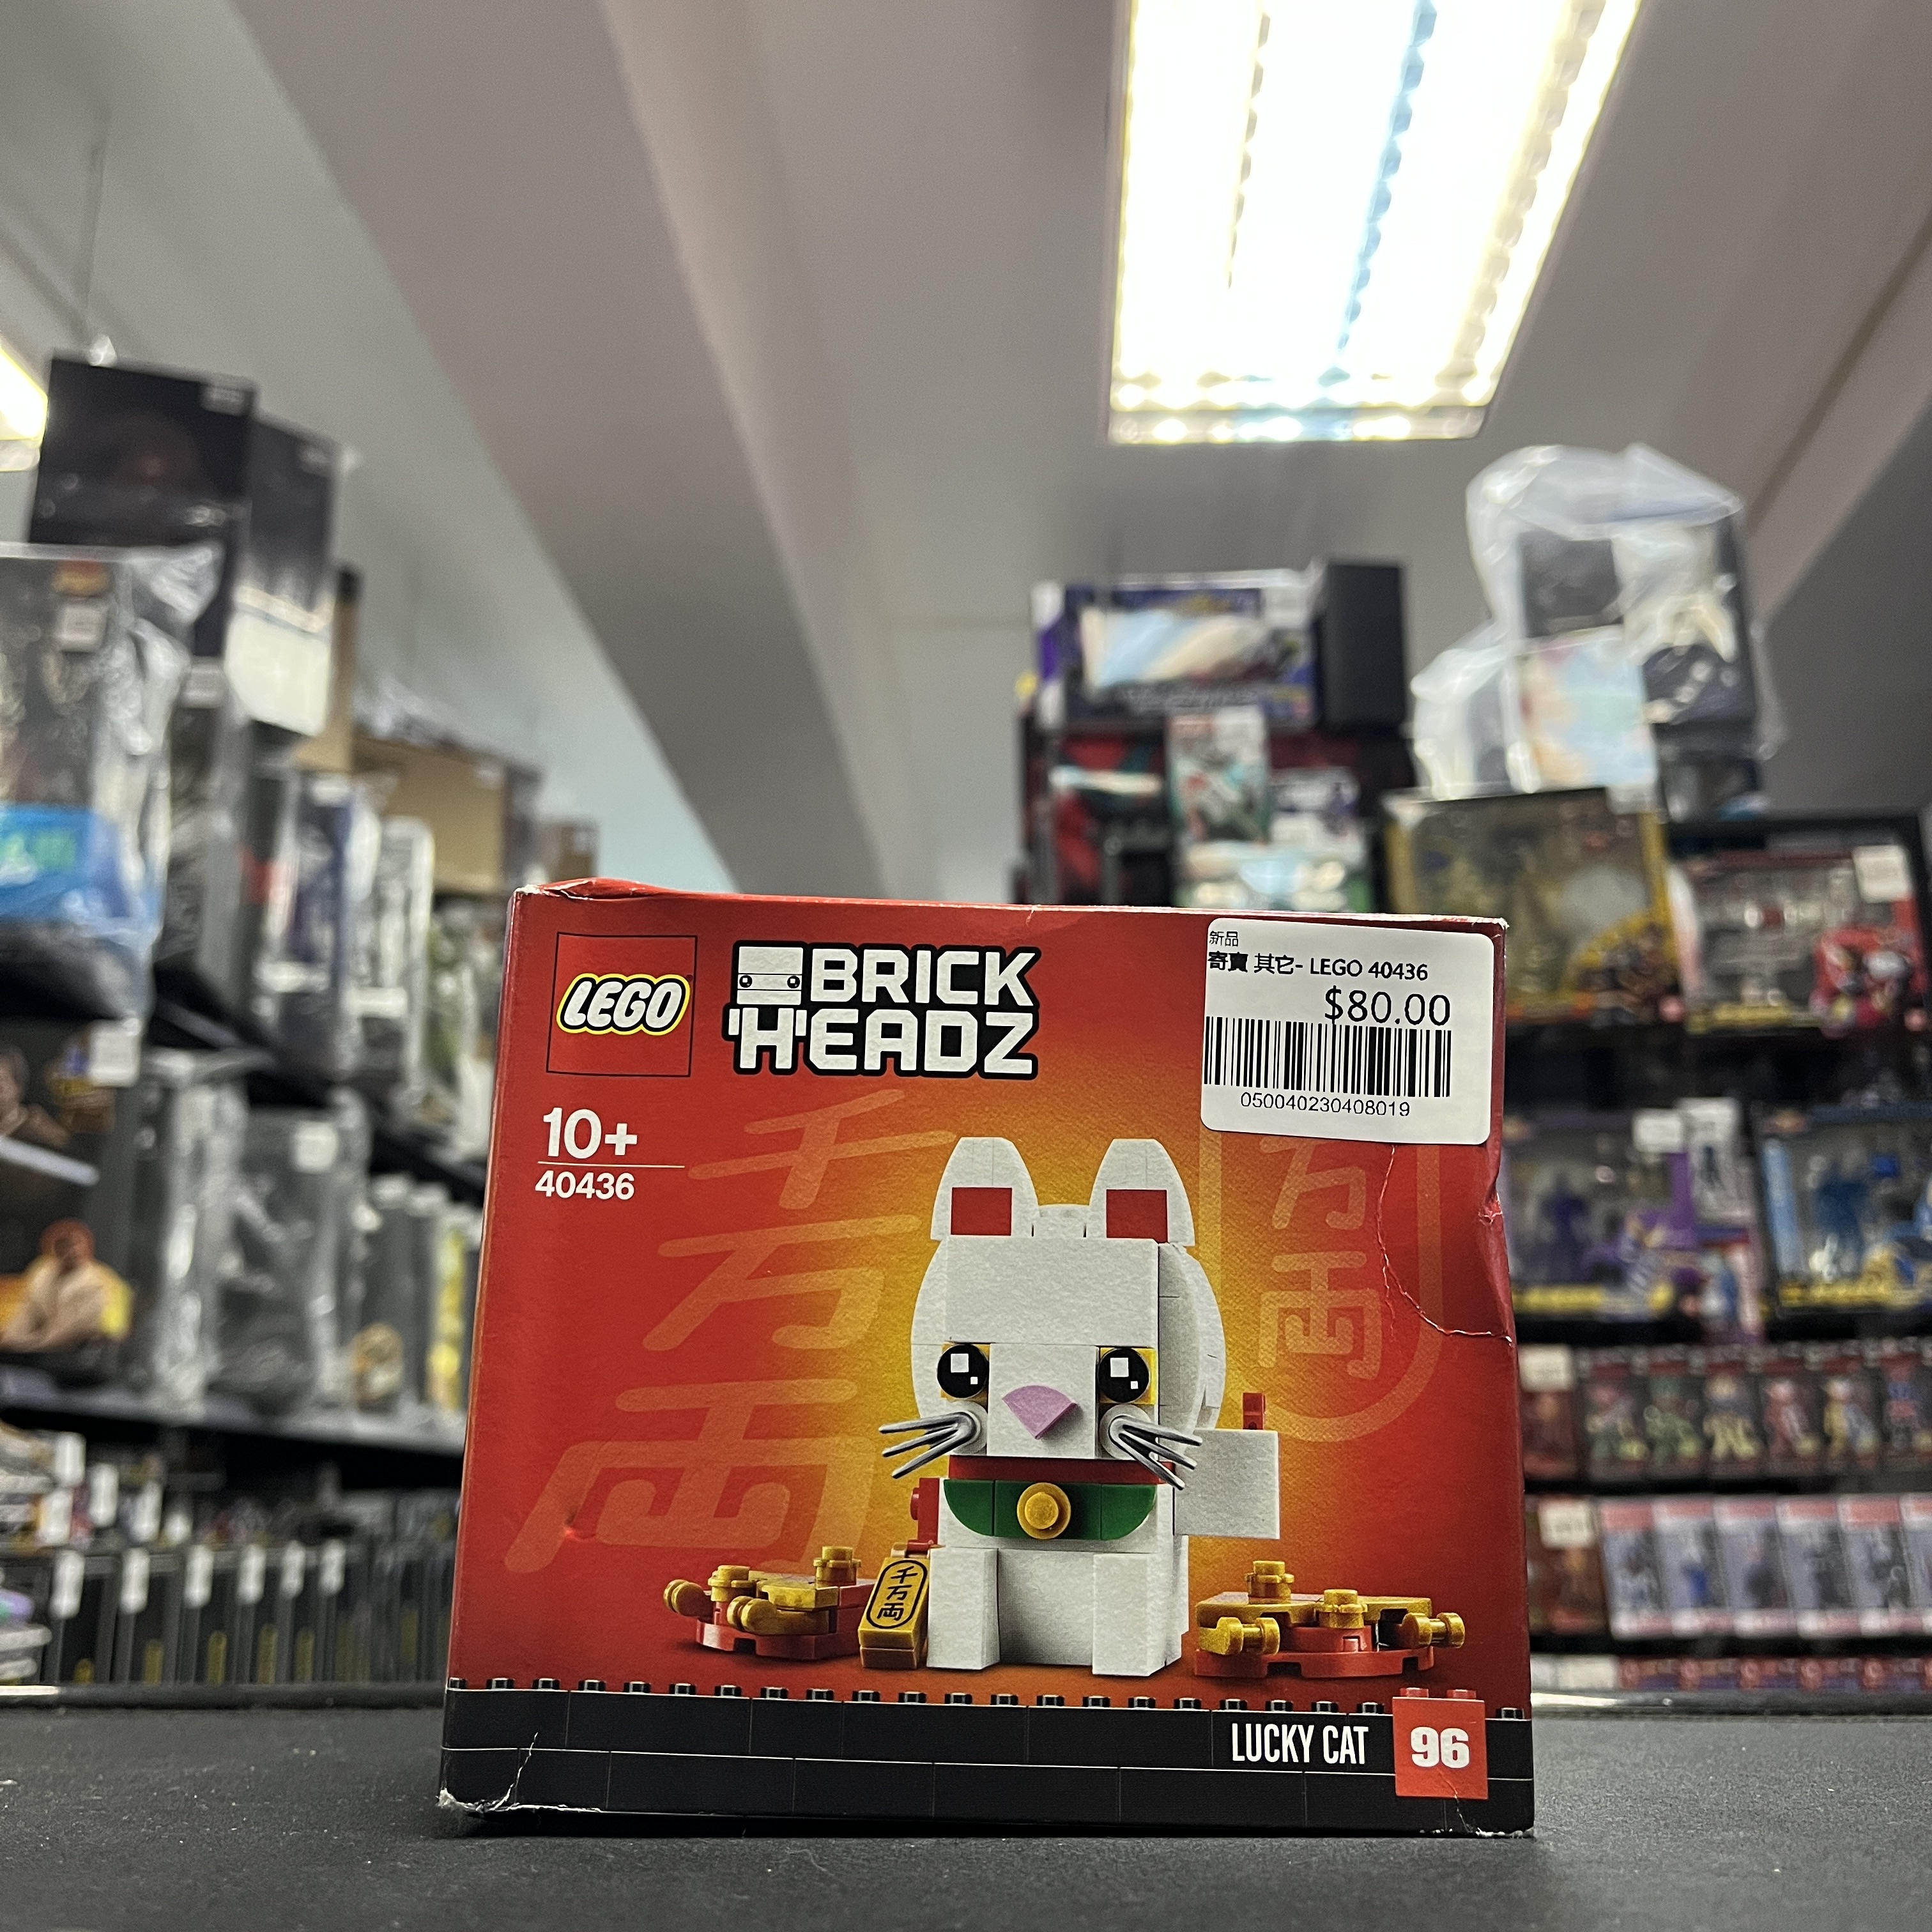 LEGO
BRICK
'H'EADZ
10+
40436
新品
寄賣 其它- LEGO 40436
$80.00
050040230408019
千
万
両
万
両
千
万
両
LUCKY CAT
96